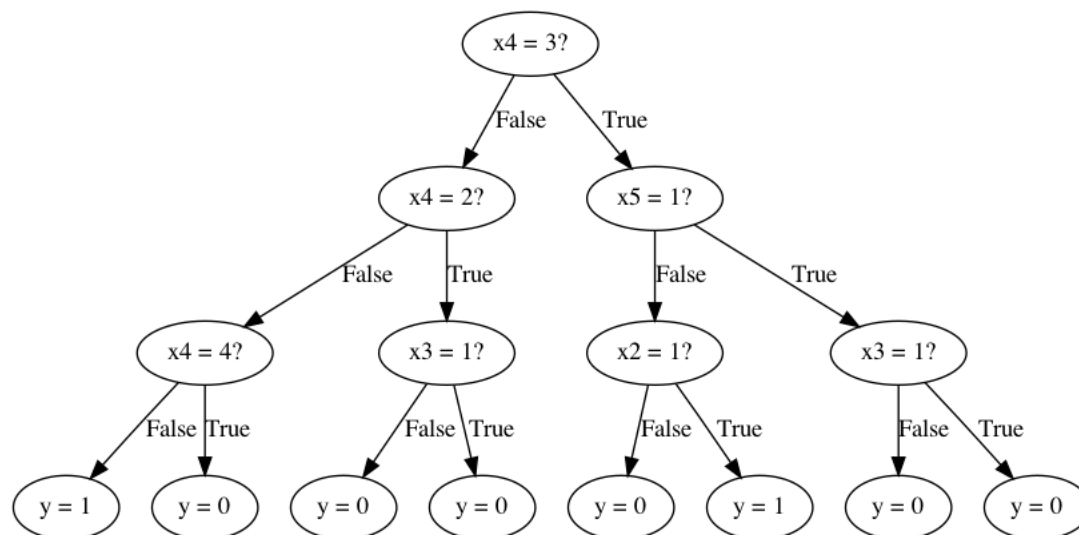 x4 = 3?
False
True
x4 = 2?
x5 = 1?
False
True
False
True
x4 = 4?
x3 = 1?
x2 = 1?
x3 = 1?
False
True
False
True
False
True
False
True
y = 1
y = 0
y = 0
y = 0
y = 0
y = 1
y = 0
y = 0